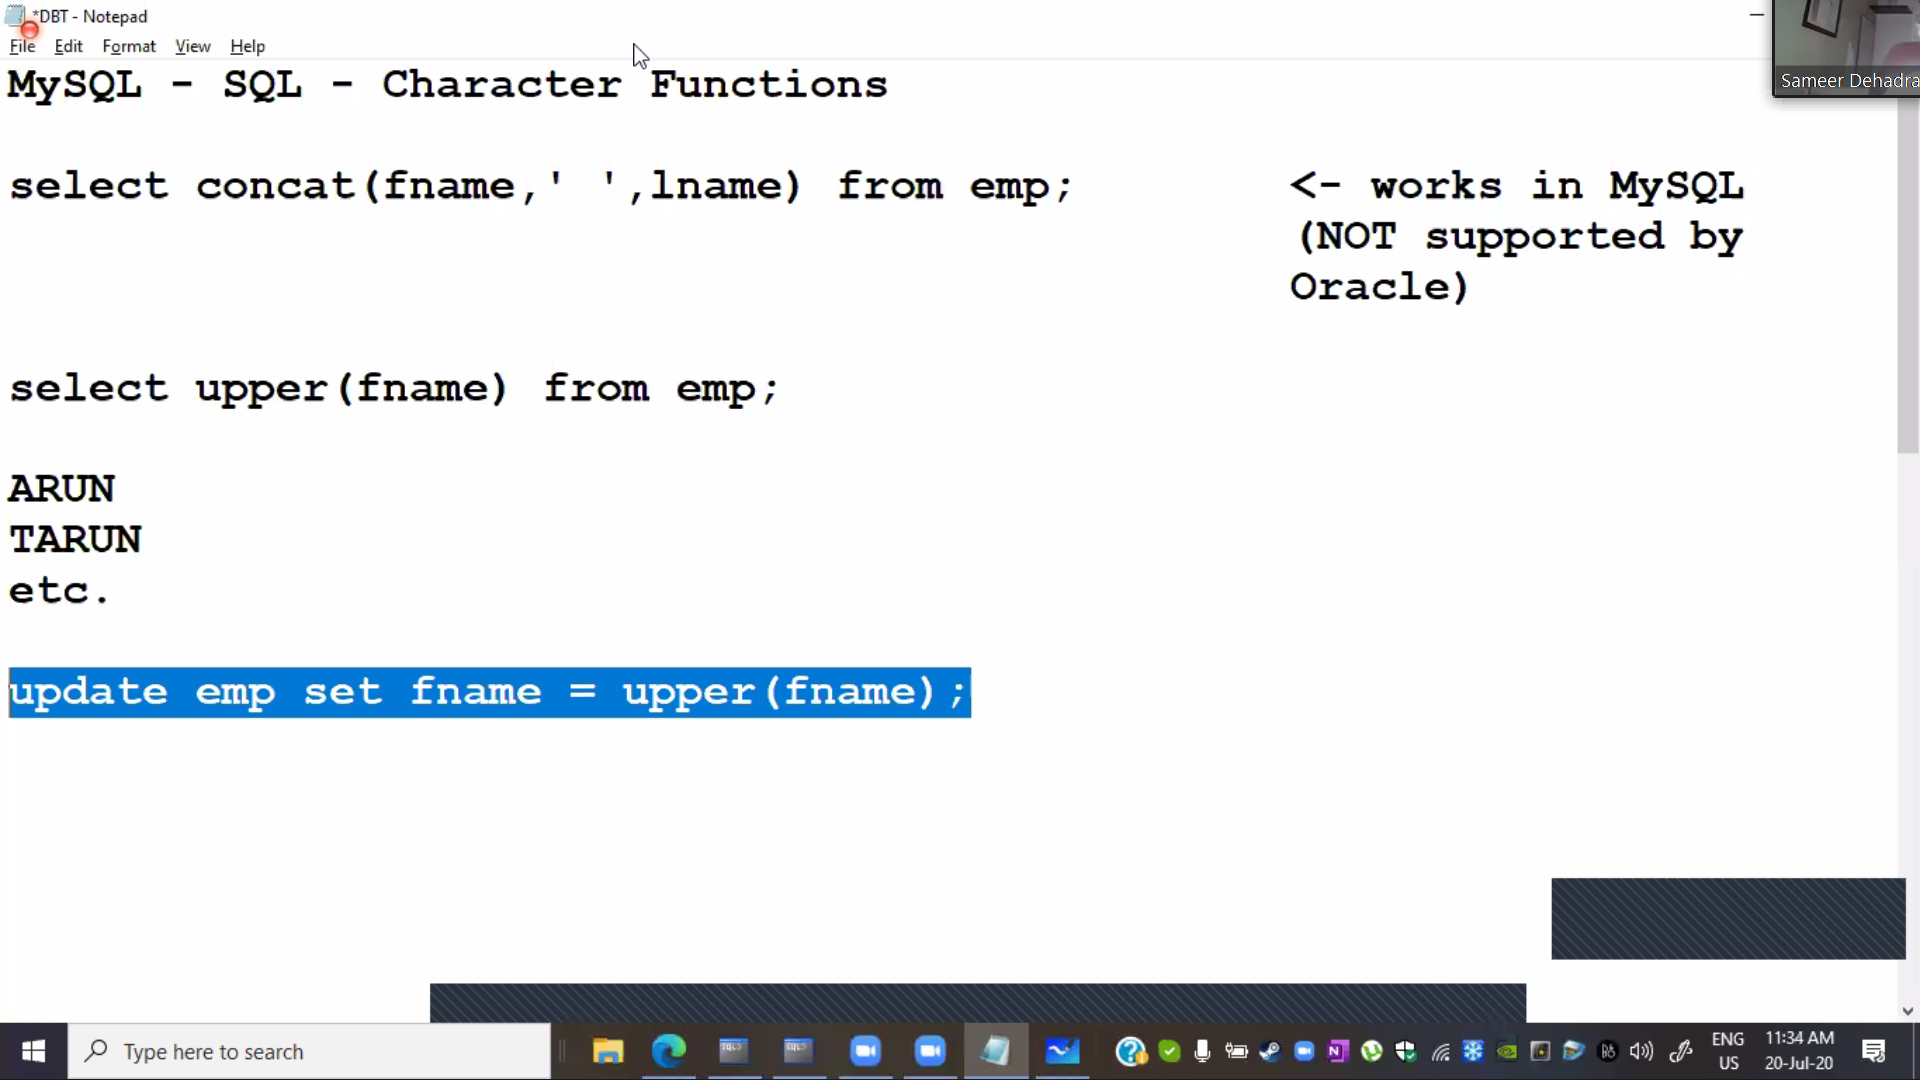 *DBT - Notepad
File Edit Format View Help
Sameer Dehadra
MySQL - SQL - Character Functions
select concat(fname,' ',lname) from emp; <- works in MySQL
(NOT supported by
Oracle)
select upper(fname) from emp;
ARUN
TARUN
etc.
update emp set fname = upper(fname);
Type here to search
ENG
US
11:34 AM
20-Jul-20